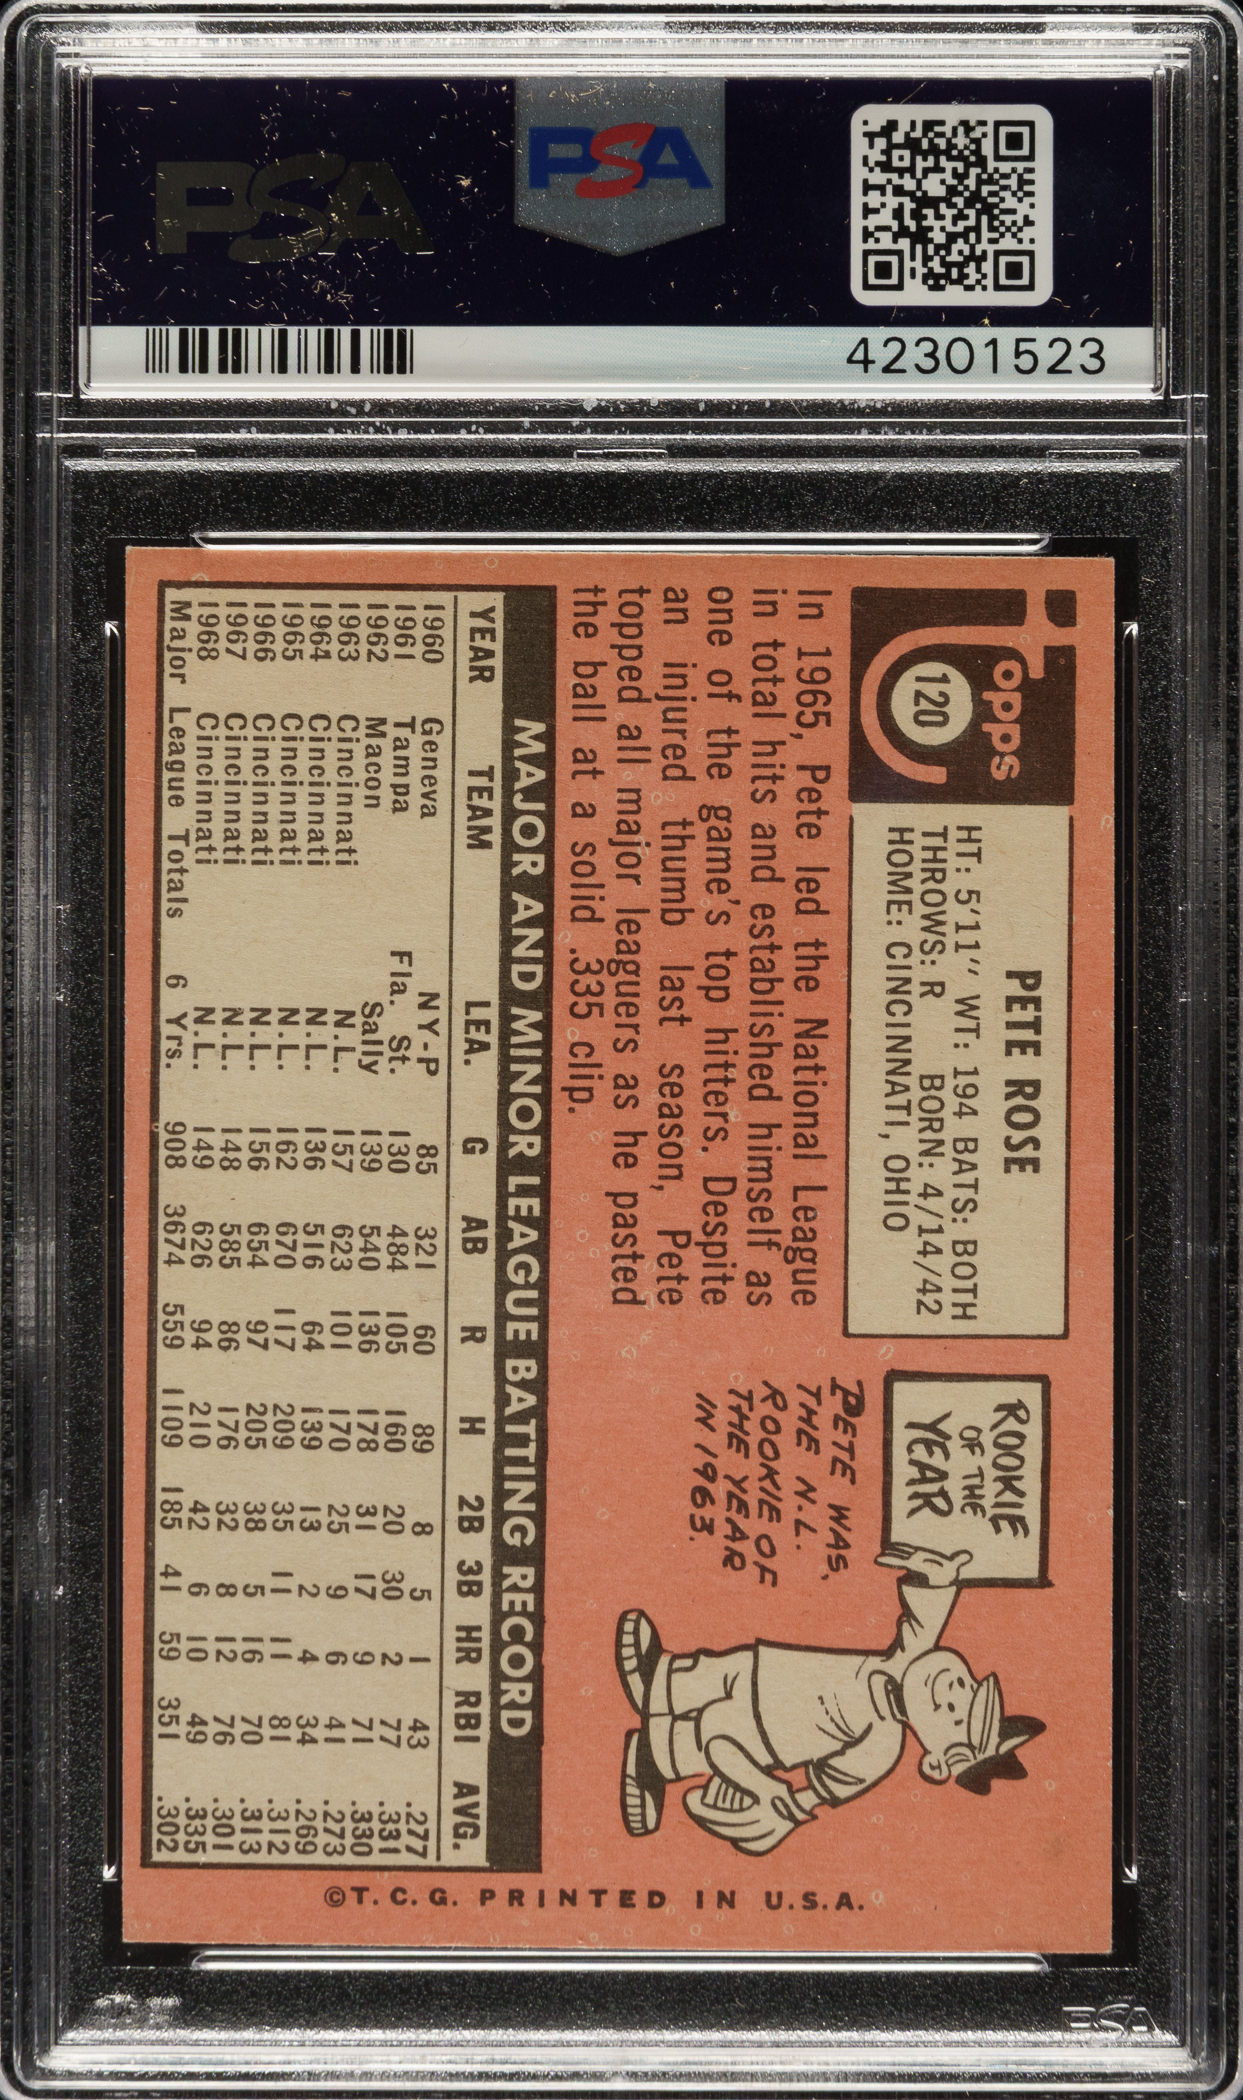 PSA
PSA
42301523
Topps
120
PETE ROSE
HT: 5'11" WT: 194 BATS: BOTH
THROWS: R BORN: 4/14/42
HOME: CINCINNATI, OHIO
In 1965, Pete led the National League
in total hits and established himself as
one of the game's top hitters. Despite
an injured thumb last season, Pete
topped all major leaguers as he pasted
the ball at a solid .335 clip.
ROOKIE
OF THE
YEAR
PETE WAS
THE N.L.
ROOKIE OF
THE YEAR
IN 1963.
MAJOR AND MINOR LEAGUE BATTING RECORD
YEAR TEAM LEA. G AB R H 2B 3B HR RBI AVG.
1960 Geneva NY-P 85 321 60 89 8 5 1 43 .277
1961 Tampa Fla. St. 130 484 105 160 20 30 2 77 .331
1962 Macon Sally 139 540 136 178 31 17 9 71 .330
1963 Cincinnati N.L. 157 623 101 170 25 9 6 41 .273
1964 Cincinnati N.L. 136 516 64 139 13 2 4 34 .269
1965 Cincinnati N.L. 162 670 117 209 35 11 11 81 .312
1966 Cincinnati N.L. 156 654 97 205 38 5 16 70 .313
1967 Cincinnati N.L. 148 585 86 176 32 8 12 76 .301
1968 Cincinnati N.L. 149 626 94 210 42 6 10 49 .335
Major League Totals 6 Yrs. 908 3674 559 1109 185 41 59 351 .302
©T.C.G. PRINTED IN U.S.A.
PSA